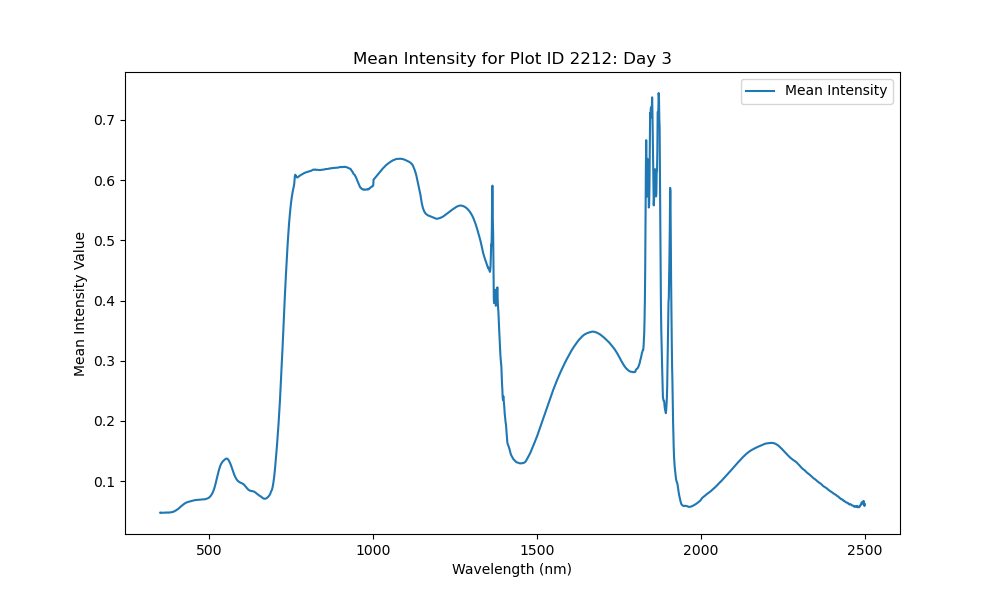 Mean Intensity for Plot ID 2212: Day 3
Mean Intensity
Mean Intensity Value
0.7
0.6
0.5
0.4
0.3
0.2
0.1
500 1000 1500 2000 2500
Wavelength (nm)